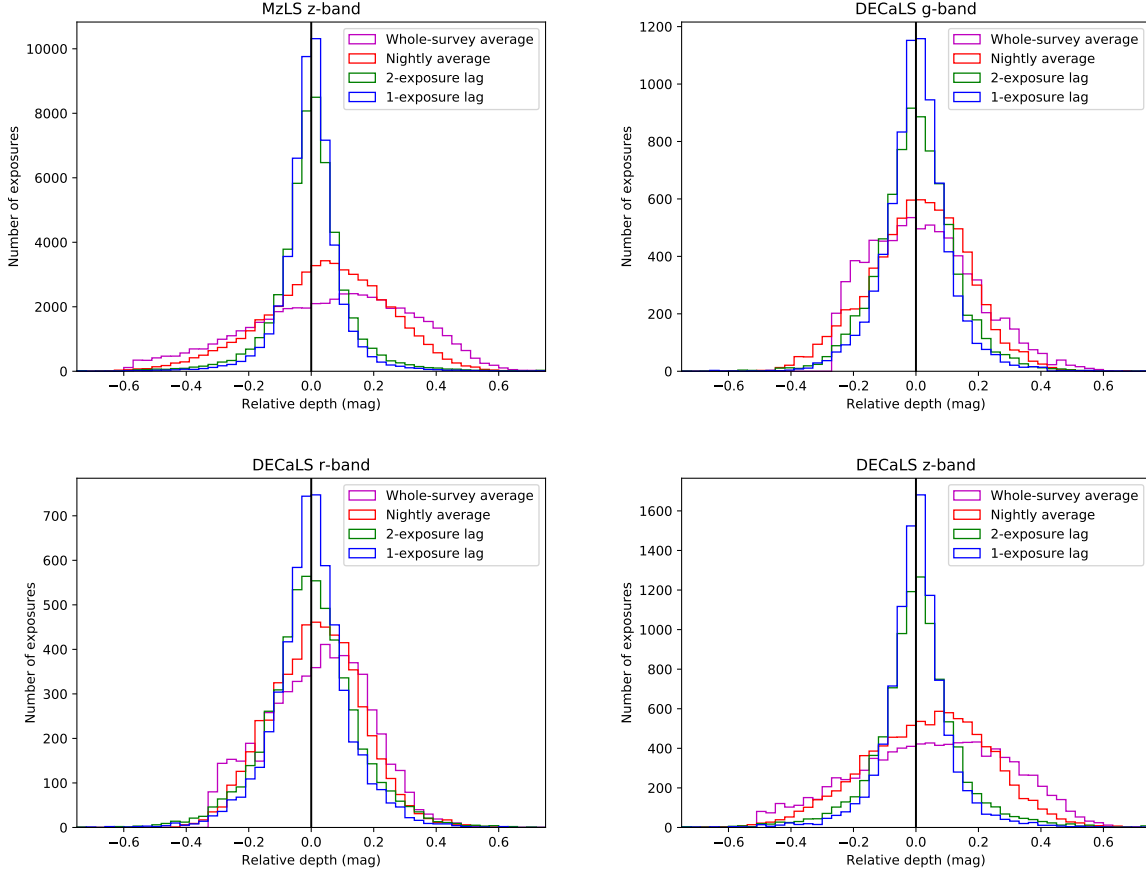 MzLS z-band
Number of exposures
10000
8000
6000
4000
2000
0
Whole-survey average
Nightly average
2-exposure lag
1-exposure lag
−0.6 −0.4 −0.2 0.0 0.2 0.4 0.6
Relative depth (mag)
DECaLS g-band
Number of exposures
1200
1000
800
600
400
200
0
Whole-survey average
Nightly average
2-exposure lag
1-exposure lag
−0.6 −0.4 −0.2 0.0 0.2 0.4 0.6
Relative depth (mag)
DECaLS r-band
Number of exposures
700
600
500
400
300
200
100
0
Whole-survey average
Nightly average
2-exposure lag
1-exposure lag
−0.6 −0.4 −0.2 0.0 0.2 0.4 0.6
Relative depth (mag)
DECaLS z-band
Number of exposures
1600
1400
1200
1000
800
600
400
200
0
Whole-survey average
Nightly average
2-exposure lag
1-exposure lag
−0.6 −0.4 −0.2 0.0 0.2 0.4 0.6
Relative depth (mag)